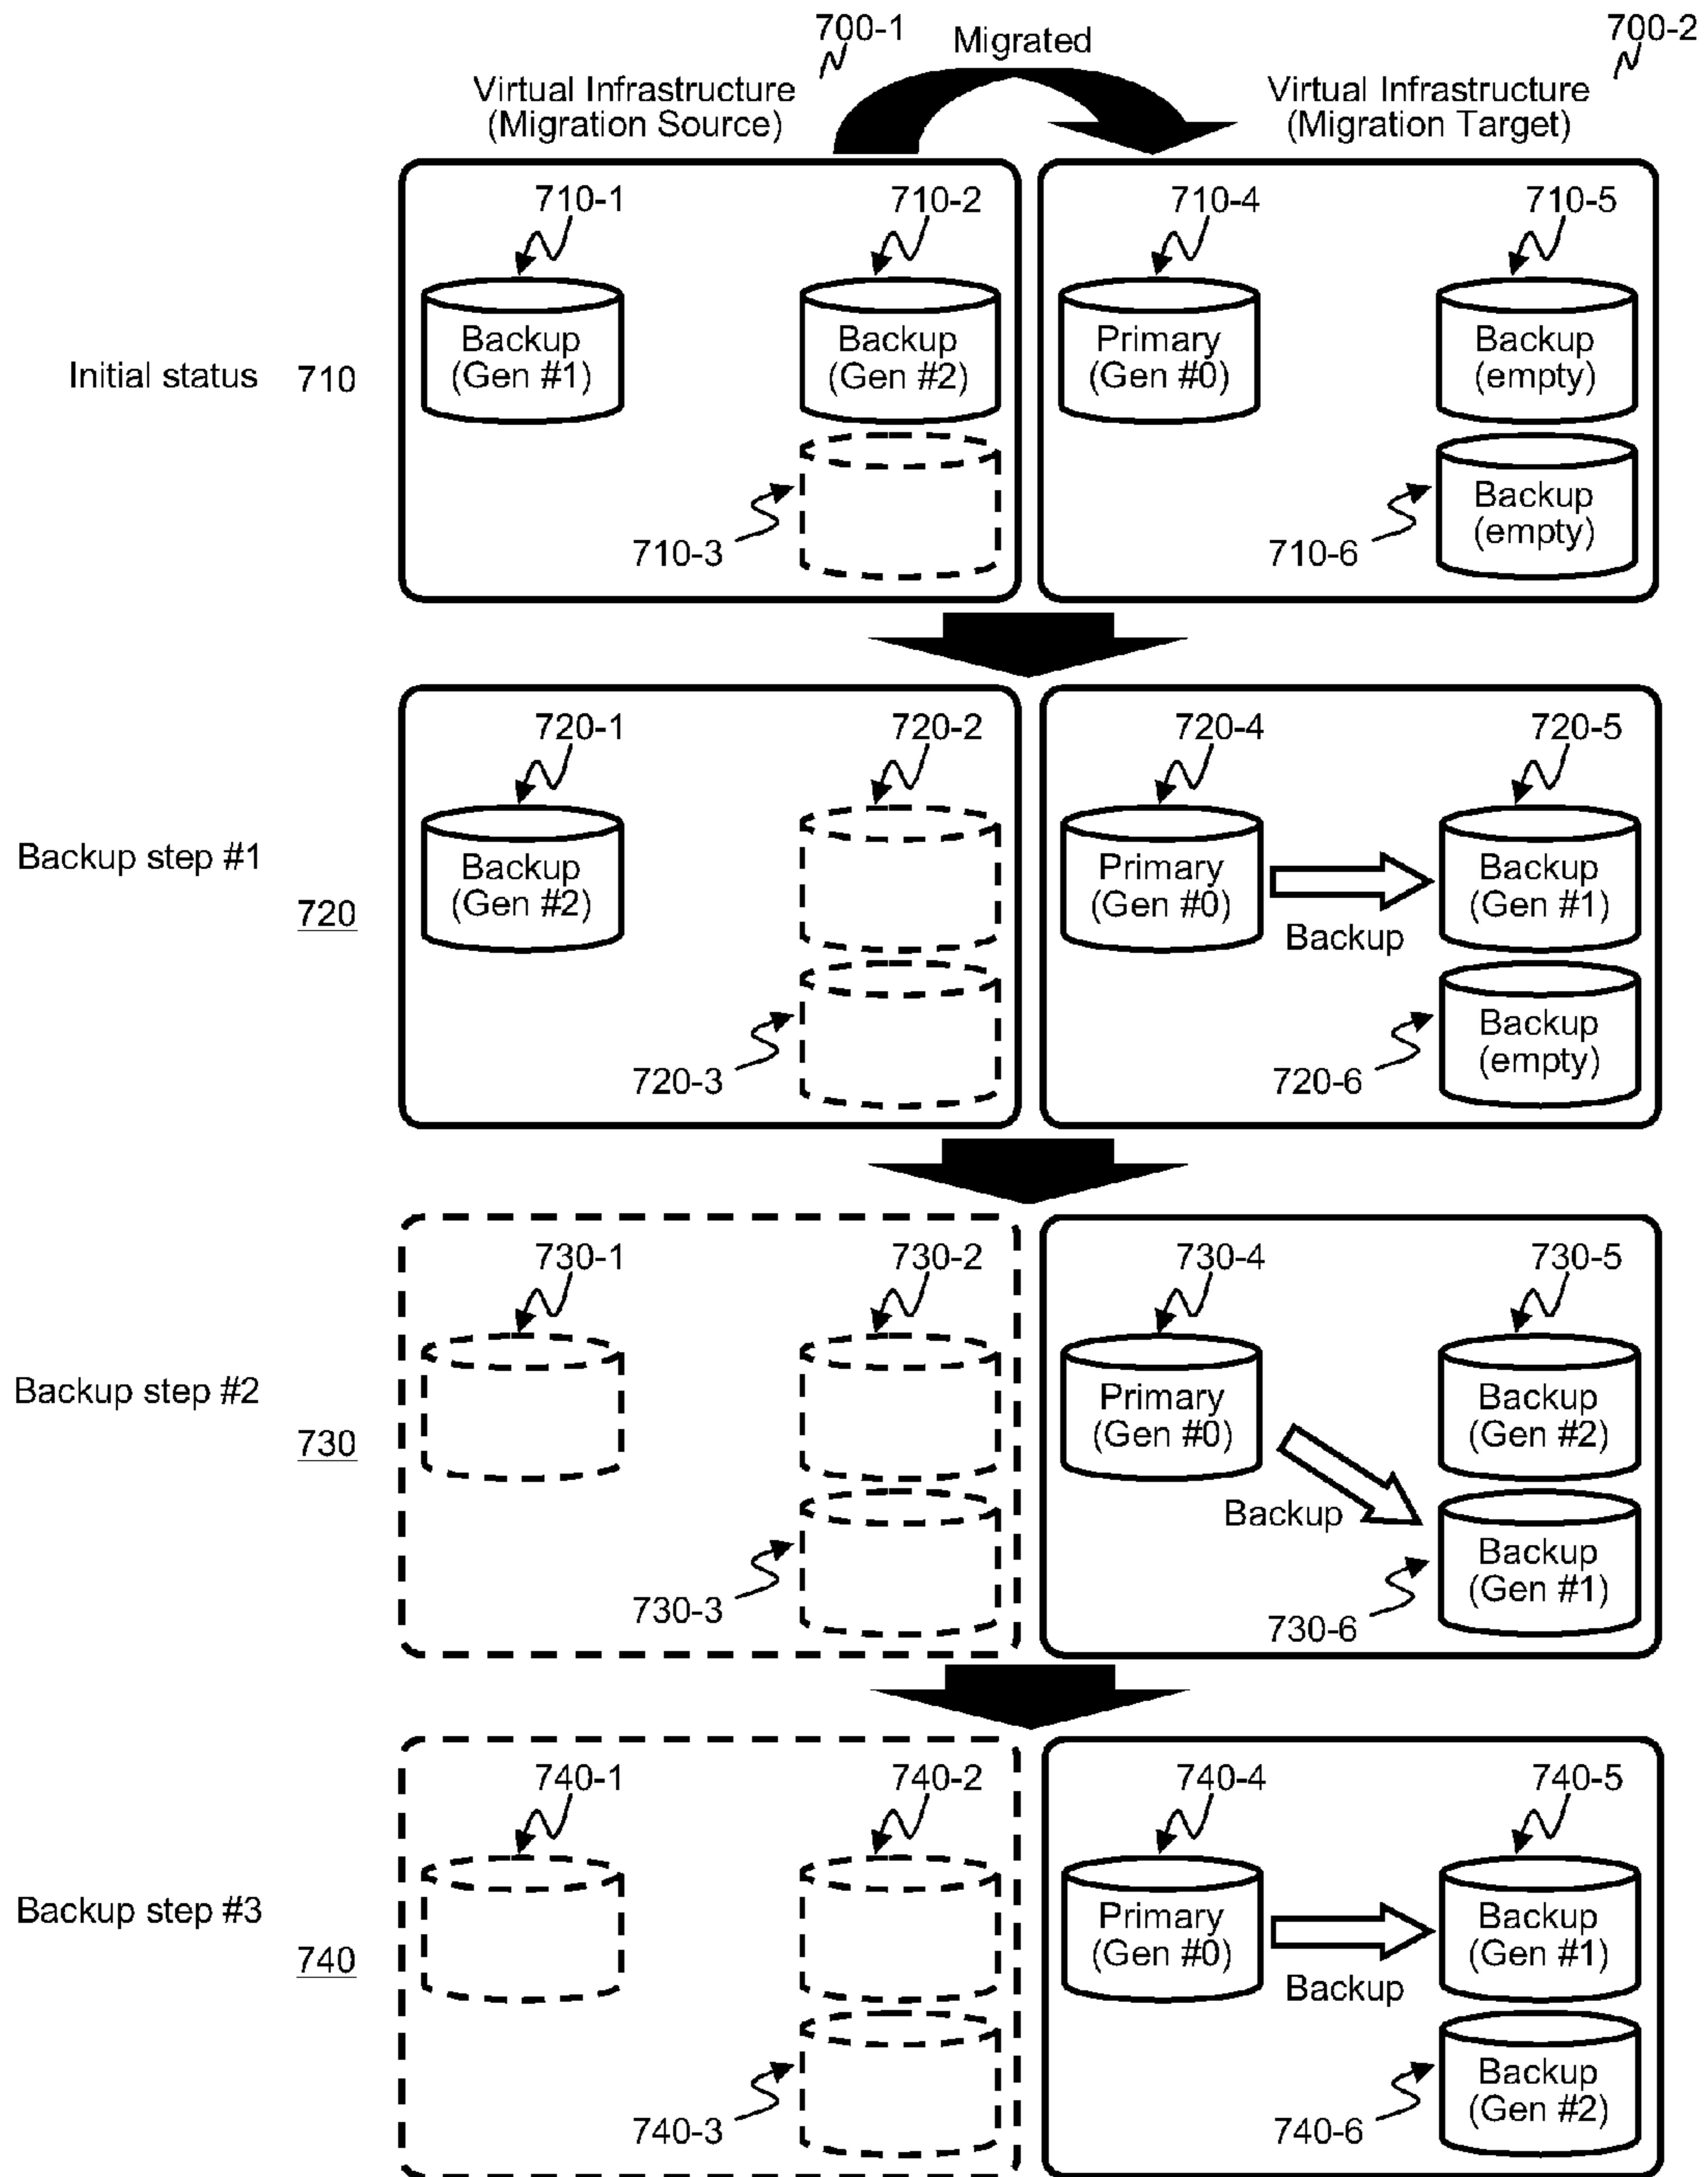 700-1
Migrated
700-2
Virtual Infrastructure
(Migration Source)
Virtual Infrastructure
(Migration Target)
710-1
710-2
710-4
710-5
Initial status 710
Backup
(Gen #1)
Backup
(Gen #2)
Primary
(Gen #0)
Backup
(empty)
710-3
710-6
Backup
(empty)
720-1
720-2
720-4
720-5
Backup step #1
720
Backup
(Gen #2)
Primary
(Gen #0)
Backup
Backup
(Gen #1)
720-3
720-6
Backup
(empty)
730-1
730-2
730-4
730-5
Backup step #2
730
Primary
(Gen #0)
Backup
Backup
(Gen #2)
730-3
730-6
Backup
(Gen #1)
740-1
740-2
740-4
740-5
Backup step #3
740
Primary
(Gen #0)
Backup
Backup
(Gen #1)
740-3
740-6
Backup
(Gen #2)